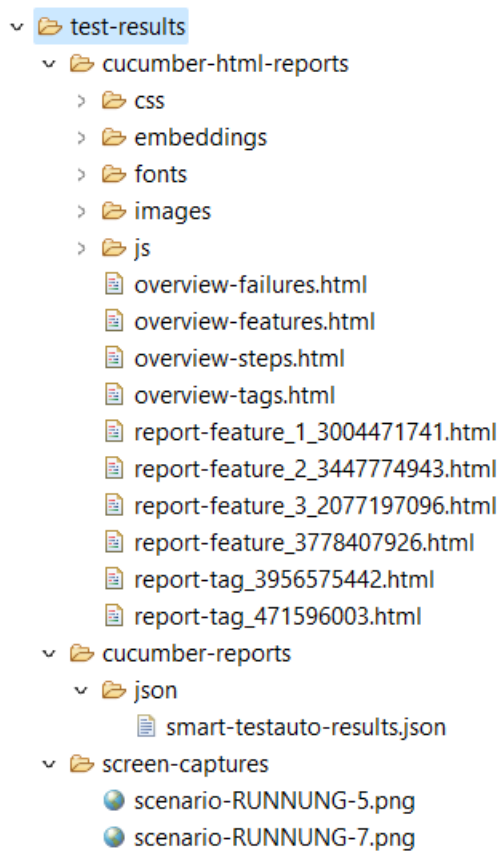 test-results
cucumber-html-reports
css
embeddings
fonts
images
js
overview-failures.html
overview-features.html
overview-steps.html
overview-tags.html
report-feature_1_3004471741.html
report-feature_2_3447774943.html
report-feature_3_2077197096.html
report-feature_3778407926.html
report-tag_3956575442.html
report-tag_471596003.html
cucumber-reports
json
smart-testauto-results.json
screen-captures
scenario-RUNNUNG-5.png
scenario-RUNNUNG-7.png